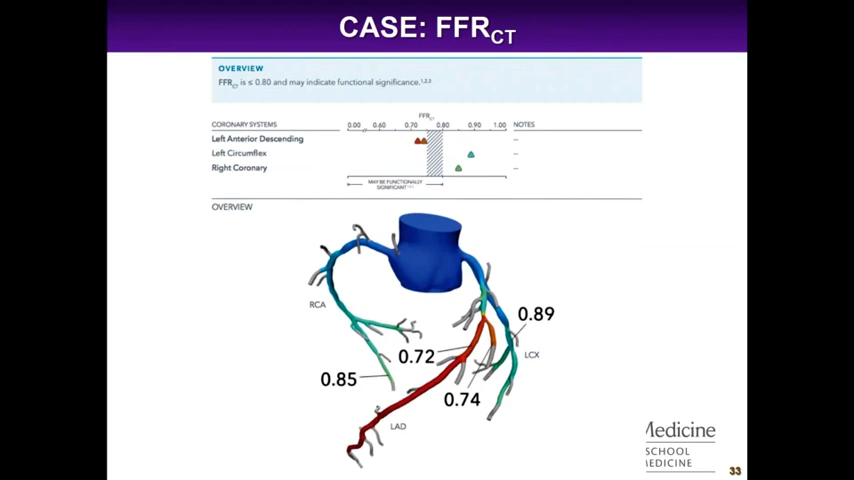 CASE: FFRCT
OVERVIEW
FFRCT is ≤ 0.80 and may indicate functional significance.1,2,3
FFRCT
CORONARY SYSTEMS 0.00 0.60 0.70 0.80 0.90 1.00 NOTES
Left Anterior Descending --
Left Circumflex --
Right Coronary --
MAY BE FUNCTIONALLY
SIGNIFICANT
OVERVIEW
RCA
0.89
0.72
LCX
0.85
0.74
LAD
Medicine
SCHOOL
MEDICINE
33